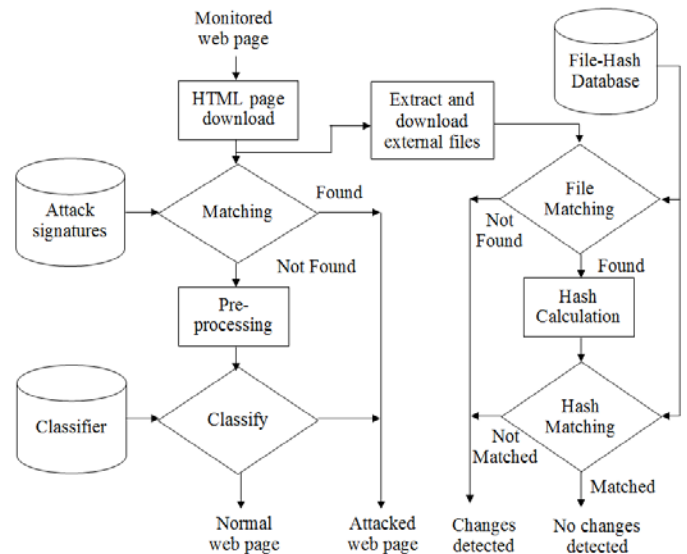 Monitored
web page
File-Hash
Database
HTML page
download
Extract and
download
external files
Attack
signatures
Matching
Found
File
Matching
Not
Found
Not Found
Found
Pre-
processing
Hash
Calculation
Classifier
Classify
Hash
Matching
Not
Matched
Matched
Normal
web page
Attacked
web page
Changes
detected
No changes
detected